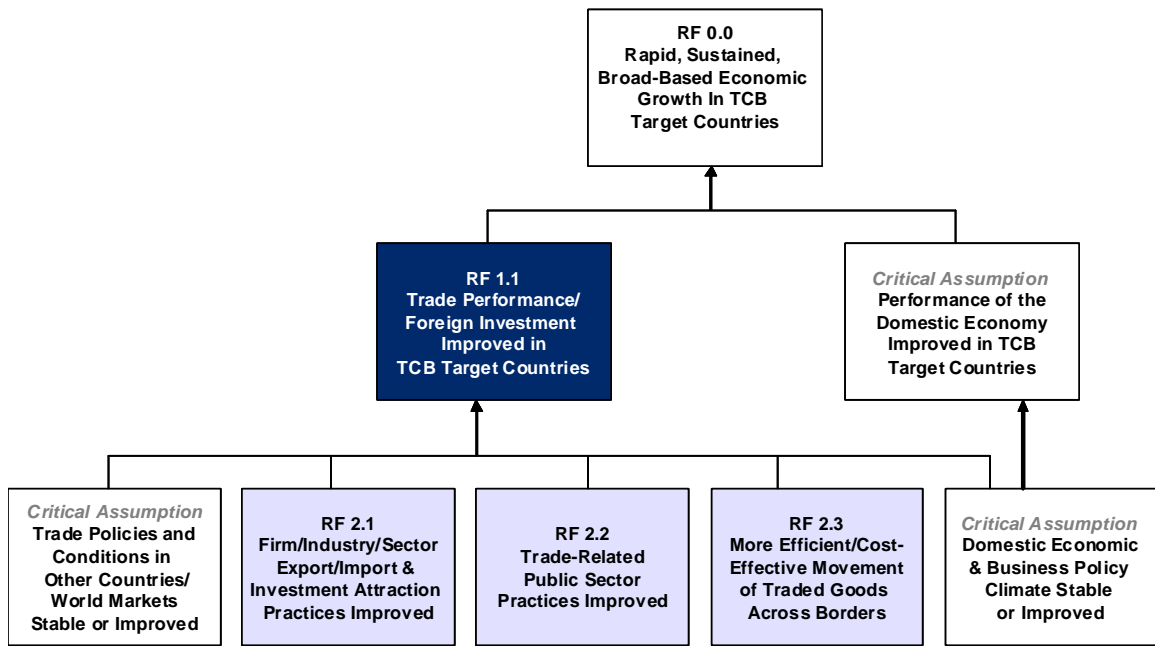 RF 0.0
Rapid, Sustained,
Broad-Based Economic
Growth In TCB
Target Countries
RF 1.1
Trade Performance/
Foreign Investment
Improved in
TCB Target Countries
Critical Assumption
Performance of the
Domestic Economy
Improved in TCB
Target Countries
Critical Assumption
Trade Policies and
Conditions in
Other Countries/
World Markets
Stable or Improved
RF 2.1
Firm/Industry/Sector
Export/Import &
Investment Attraction
Practices Improved
RF 2.2
Trade-Related
Public Sector
Practices Improved
RF 2.3
More Efficient/Cost-
Effective Movement
of Traded Goods
Across Borders
Critical Assumption
Domestic Economic
& Business Policy
Climate Stable
or Improved